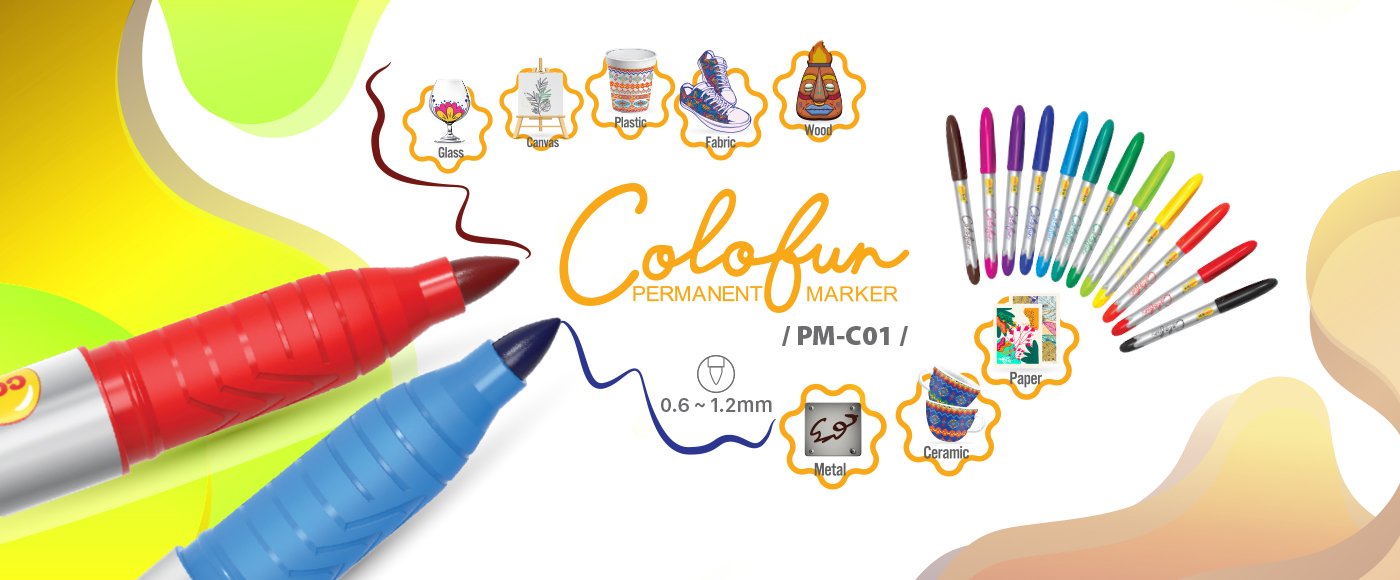 Glass
Canvas
Plastic
Fabric
Wood
Colofun
PERMANENT MARKER
/ PM-C01 /
0.6 ~ 1.2mm
Paper
Ceramic
Metal